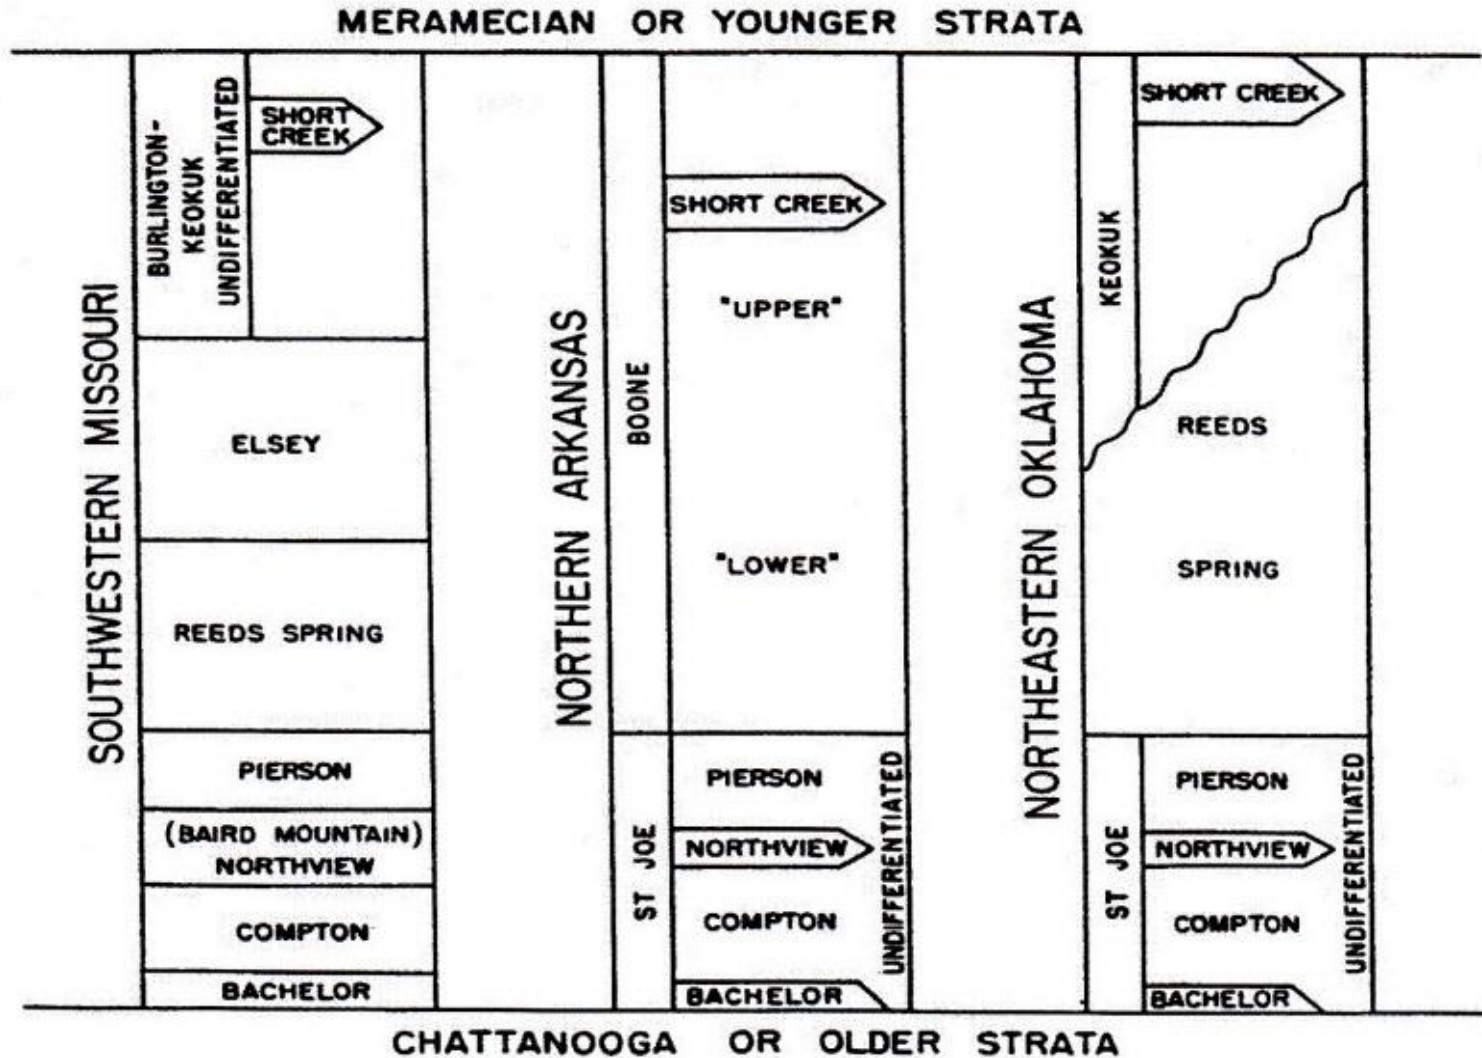 MERAMECIAN OR YOUNGER STRATA
SOUTHWESTERN MISSOURI
BURLINGTON-
KEOKUK
UNDIFFERENTIATED
SHORT
CREEK
ELSEY
REEDS SPRING
PIERSON
(BAIRD MOUNTAIN)
NORTHVIEW
COMPTON
BACHELOR
NORTHERN ARKANSAS
BOONE
SHORT CREEK
"UPPER"
"LOWER"
ST JOE
PIERSON
NORTHVIEW
COMPTON
BACHELOR
UNDIFFERENTIATED
NORTHEASTERN OKLAHOMA
KEOKUK
SHORT CREEK
REEDS
SPRING
ST JOE
PIERSON
NORTHVIEW
COMPTON
BACHELOR
UNDIFFERENTIATED
CHATTANOOGA OR OLDER STRATA